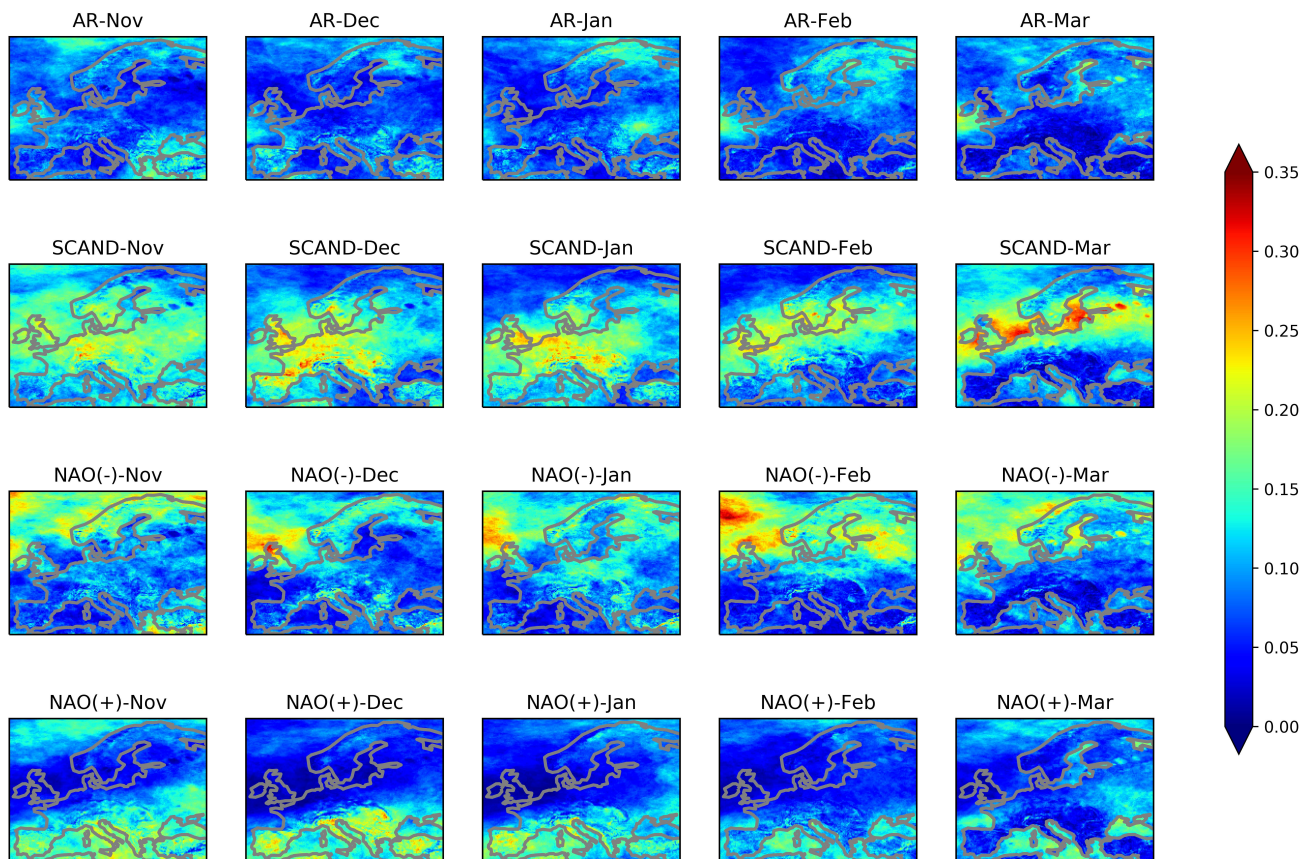 AR-Nov AR-Dec AR-Jan AR-Feb AR-Mar
SCAND-Nov SCAND-Dec SCAND-Jan SCAND-Feb SCAND-Mar
NAO(-)-Nov NAO(-)-Dec NAO(-)-Jan NAO(-)-Feb NAO(-)-Mar
NAO(+)-Nov NAO(+)-Dec NAO(+)-Jan NAO(+)-Feb NAO(+)-Mar
0.35
0.30
0.25
0.20
0.15
0.10
0.05
0.00